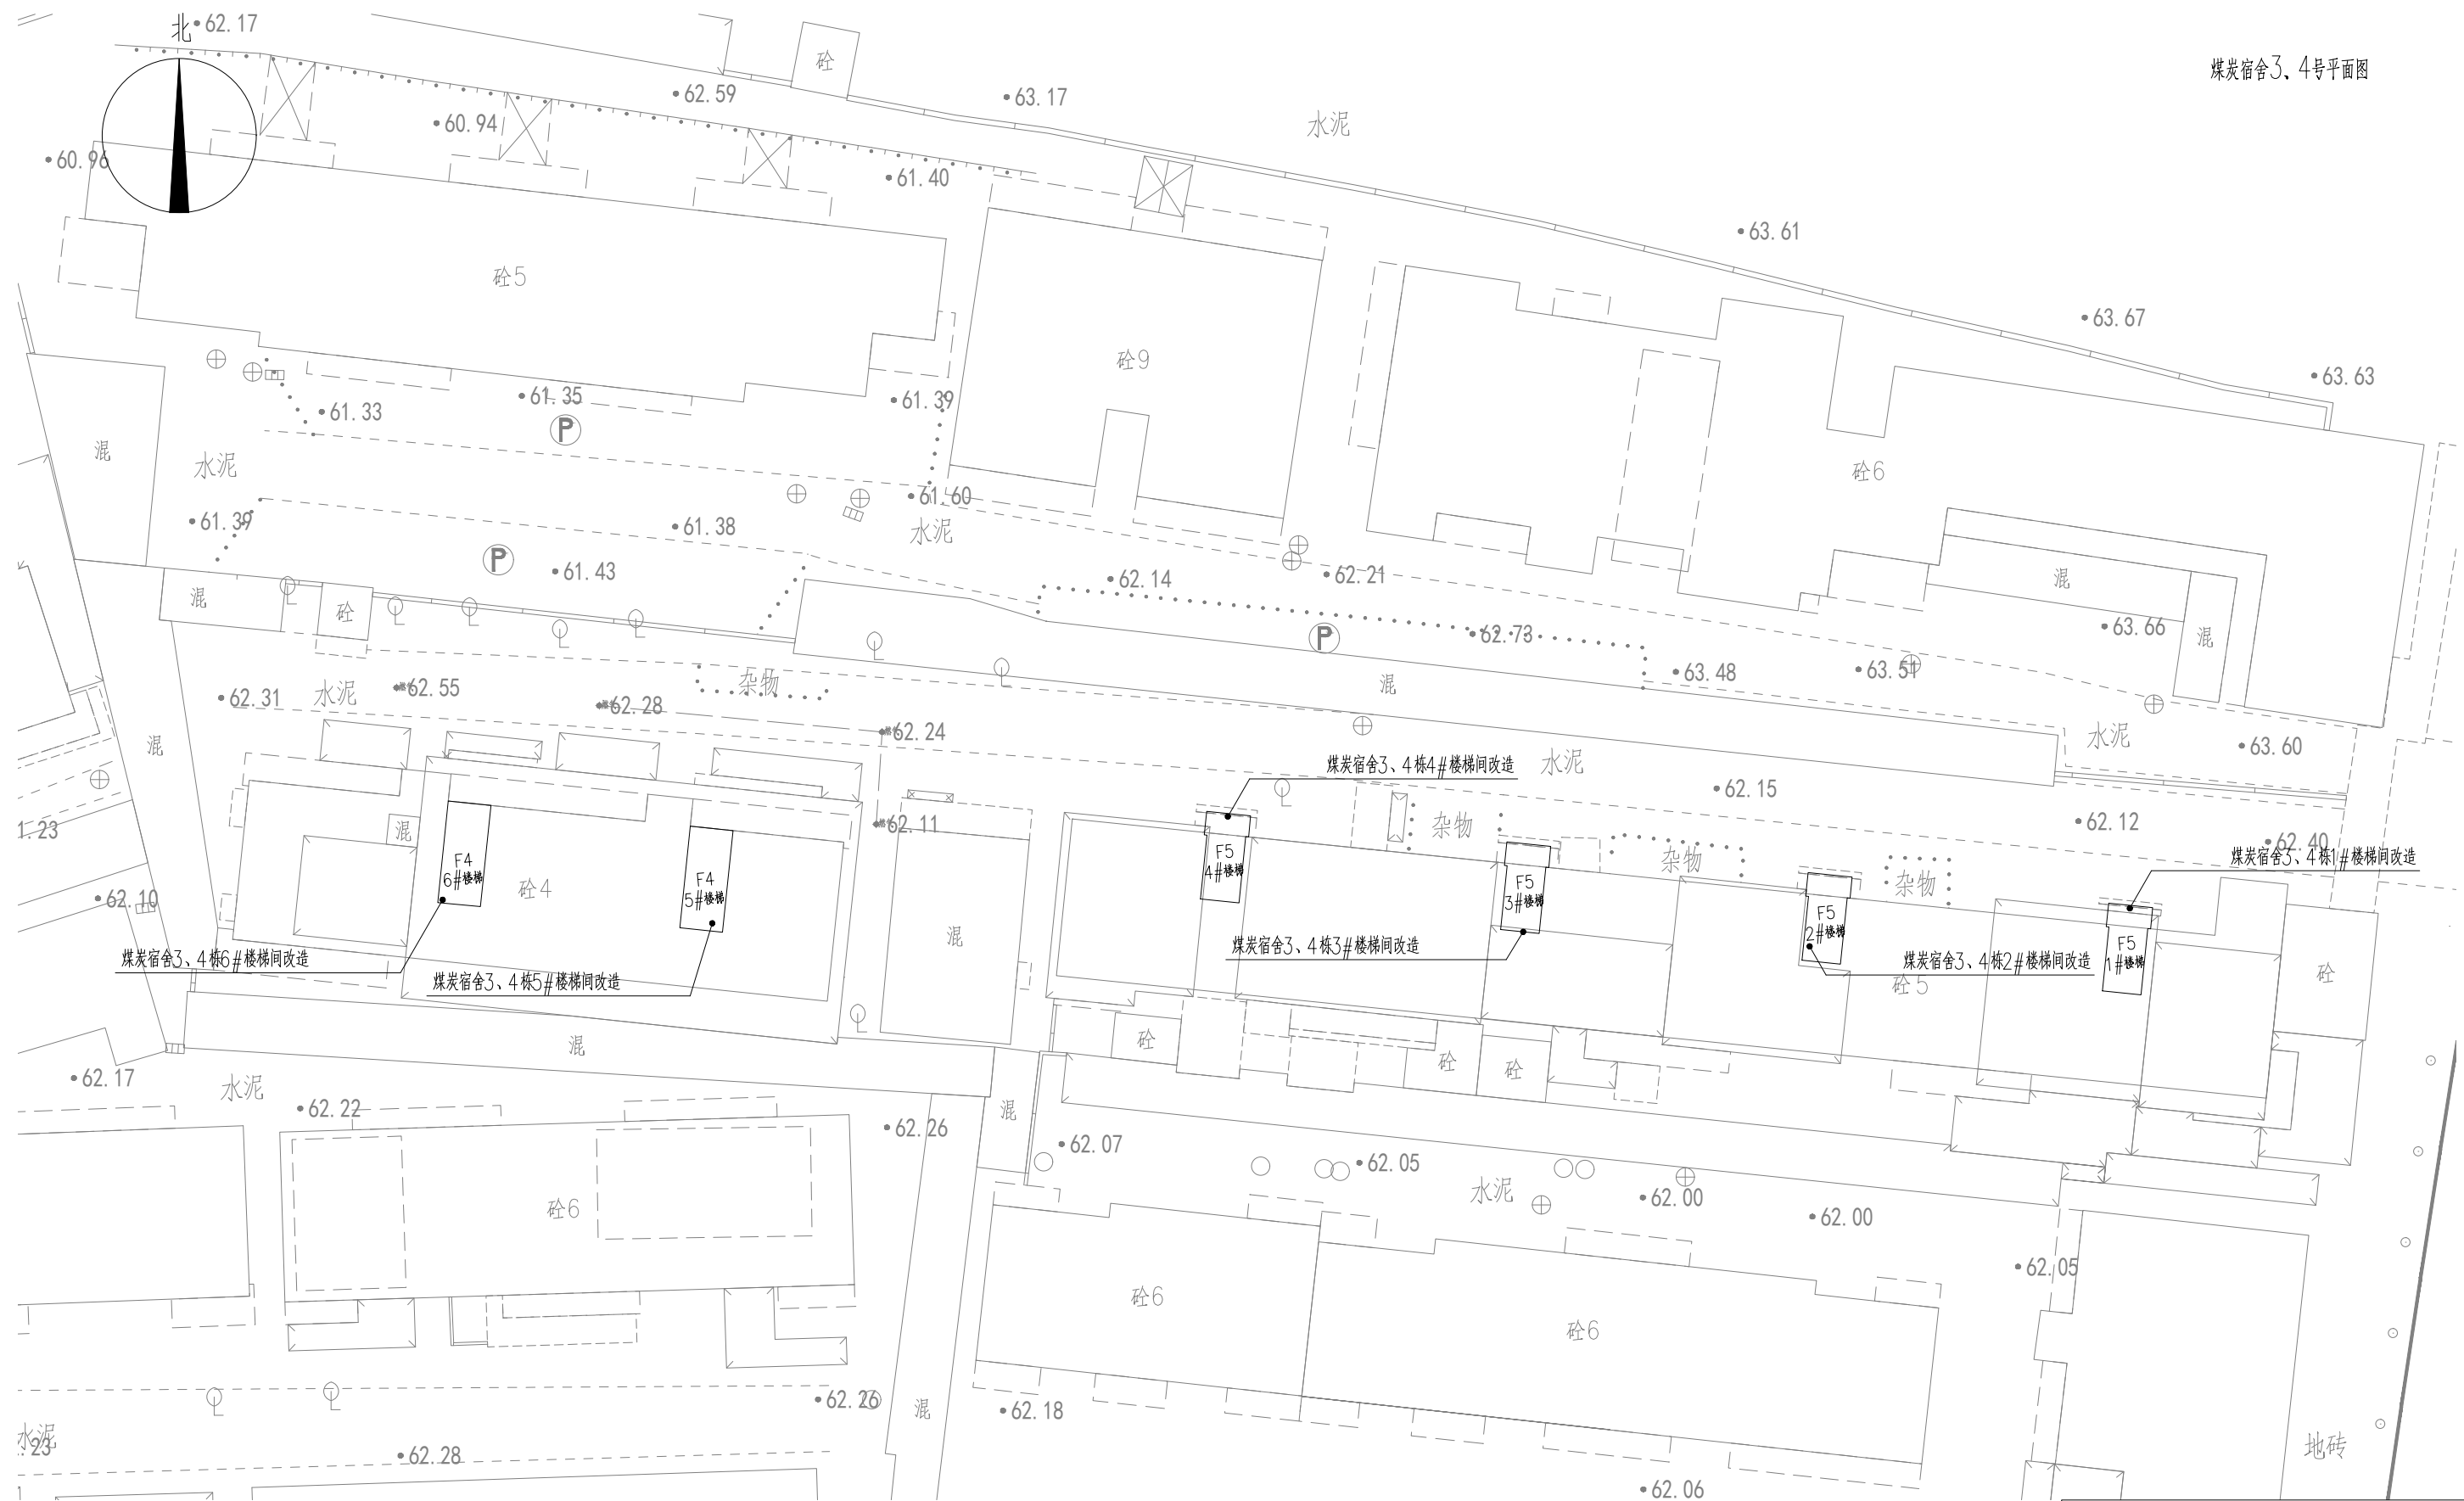 北
62.17
煤炭宿舍3、4号平面图
砼
62.59
63.17
60.94
水泥
60.96
61.40
63.61
砼5
63.67
砼9
63.63
61.35
61.39
61.33
混
水泥
砼6
61.60
61.39
61.38
水泥
P
P
61.43
62.14
62.21
混
混
砼
P
62.73
63.66
混
63.48
63.51
杂物
混
水泥
62.55
62.31
62.28
62.24
水泥
63.60
混
煤炭宿舍3、4栋4#楼梯间改造
水泥
62.15
62.11
杂物
62.12
1.23
混
62.40
F5
4#楼梯
杂物
煤炭宿舍3、4栋1#楼梯间改造
F4
6#楼梯
砼4
F4
5#楼梯
F5
3#楼梯
杂物
62.10
F5
2#楼梯
F5
1#楼梯
混
煤炭宿舍3、4栋3#楼梯间改造
煤炭宿舍3、4栋6#楼梯间改造
煤炭宿舍3、4栋2#楼梯间改造
煤炭宿舍3、4栋5#楼梯间改造
砼5
砼
混
砼
砼
砼
62.17
水泥
62.22
混
62.26
62.07
62.05
水泥
62.00
62.00
砼6
62.05
砼6
砼6
62.26
混
62.18
水泥
.23
62.28
地砖
62.06